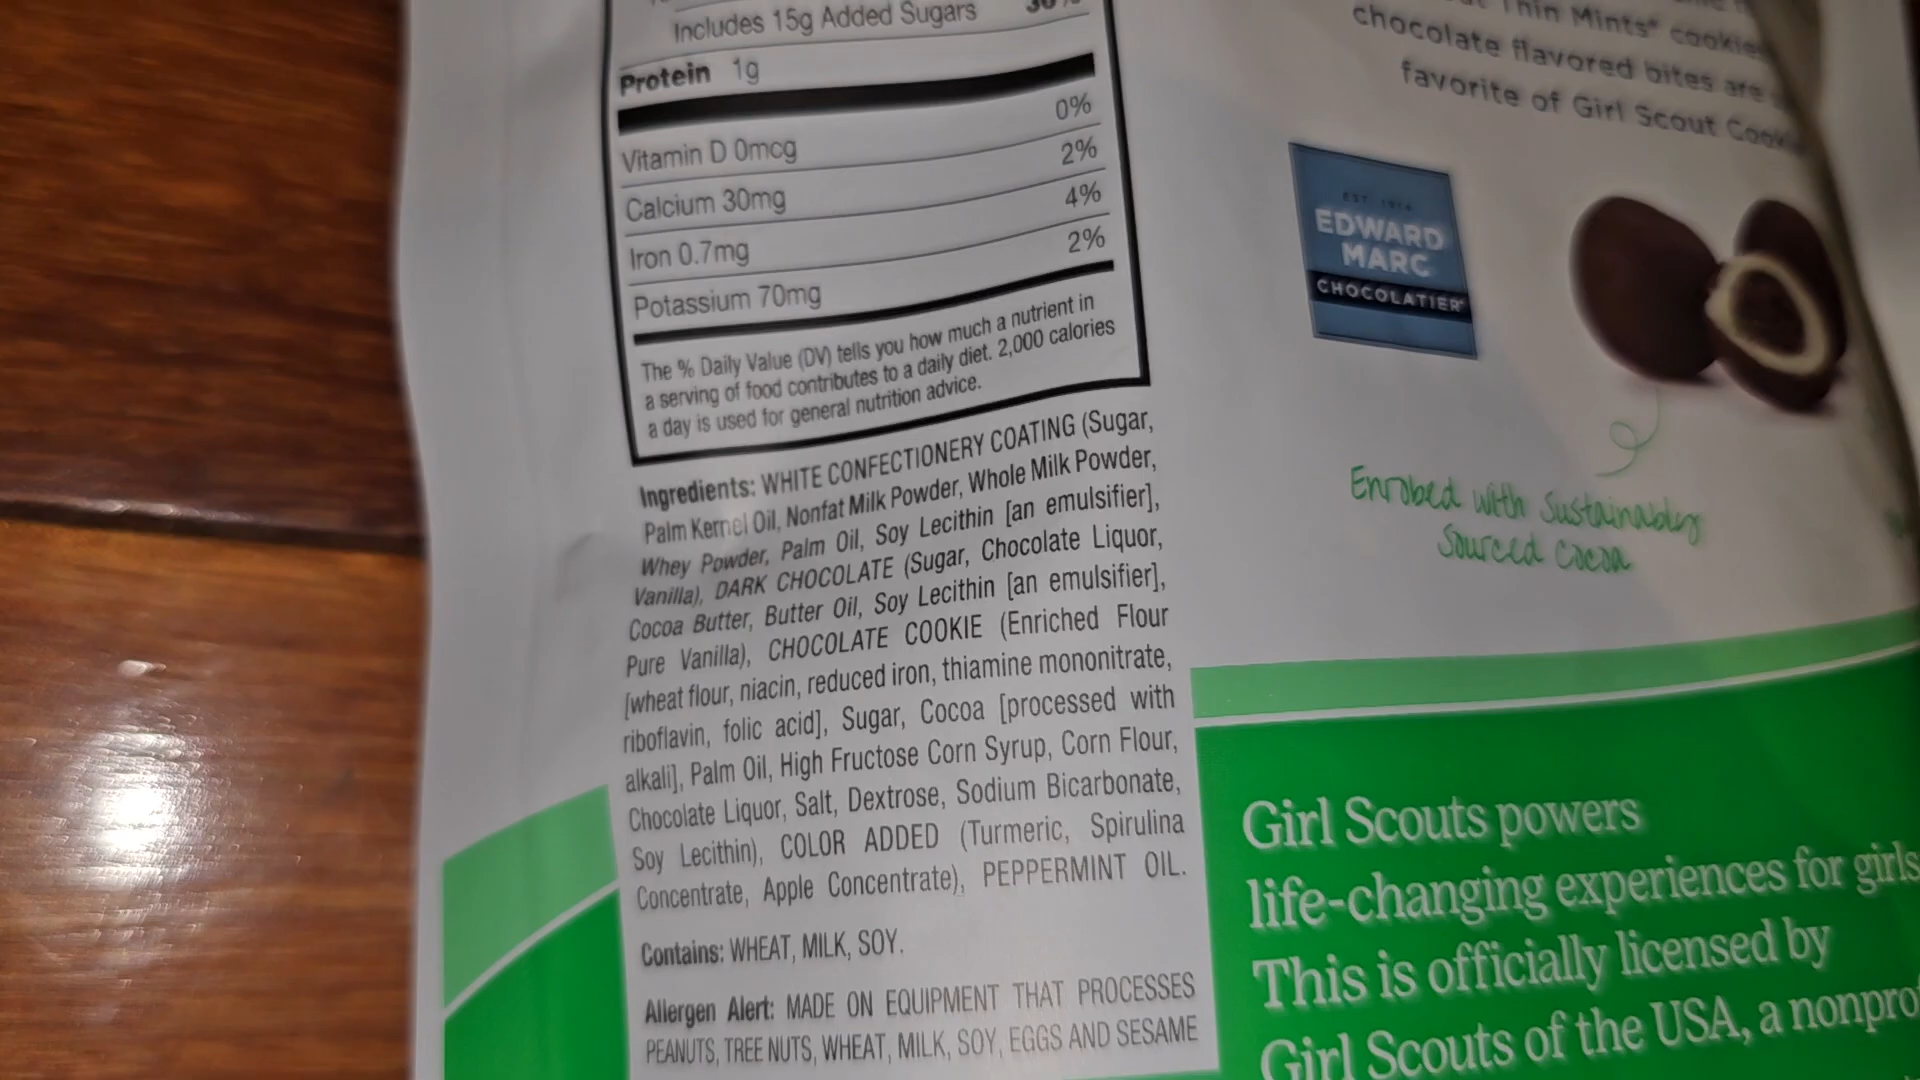 Includes 15g Added Sugars
Protein 1g
0%
Vitamin D 0mcg
2%
Calcium 30mg
4%
Iron 0.7mg
2%
Potassium 70mg
The % Daily Value (DV) tells you how much a nutrient in
a serving of food contributes to a daily diet. 2,000 calories
a day is used for general nutrition advice.
Ingredients: WHITE CONFECTIONERY COATING (Sugar,
Palm Kernel Oil, Nonfat Milk Powder, Whole Milk Powder,
Whey Powder, Palm Oil, Soy Lecithin [an emulsifier],
Vanilla), DARK CHOCOLATE (Sugar, Chocolate Liquor,
Cocoa Butter, Butter Oil, Soy Lecithin [an emulsifier],
Pure Vanilla), CHOCOLATE COOKIE (Enriched Flour
[wheat flour, niacin, reduced iron, thiamine mononitrate,
riboflavin, folic acid], Sugar, Cocoa [processed with
alkali], Palm Oil, High Fructose Corn Syrup, Corn Flour,
Chocolate Liquor, Salt, Dextrose, Sodium Bicarbonate,
Soy Lecithin), COLOR ADDED (Turmeric, Spirulina
Concentrate, Apple Concentrate), PEPPERMINT OIL.
Contains: WHEAT, MILK, SOY.
Allergen Alert: MADE ON EQUIPMENT THAT PROCESSES
PEANUTS, TREE NUTS, WHEAT, MILK, SOY, EGGS AND SESAME
Thin Mints® cookie
chocolate flavored bites are
favorite of Girl Scout
EST 1914
EDWARD
MARC
CHOCOLATIER
Enrobed with Sustainably
Sourced Cocoa
Girl Scouts powers
life-changing experiences for girls
This is officially licensed by
Girl Scouts of the USA, a